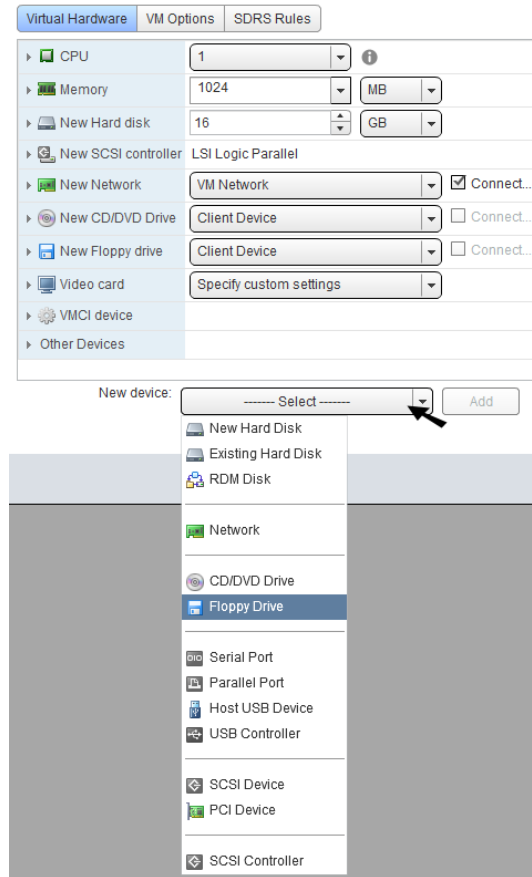 Virtual Hardware VM Options SDRS Rules
CPU 1
Memory 1024 MB
New Hard disk 16 GB
New SCSI controller LSI Logic Parallel
New Network VM Network Connect...
New CD/DVD Drive Client Device Connect...
New Floppy drive Client Device Connect...
Video card Specify custom settings
VMCI device
Other Devices
New device: ------- Select ------- Add
New Hard Disk
Existing Hard Disk
RDM Disk
Network
CD/DVD Drive
Floppy Drive
Serial Port
Parallel Port
Host USB Device
USB Controller
SCSI Device
PCI Device
SCSI Controller